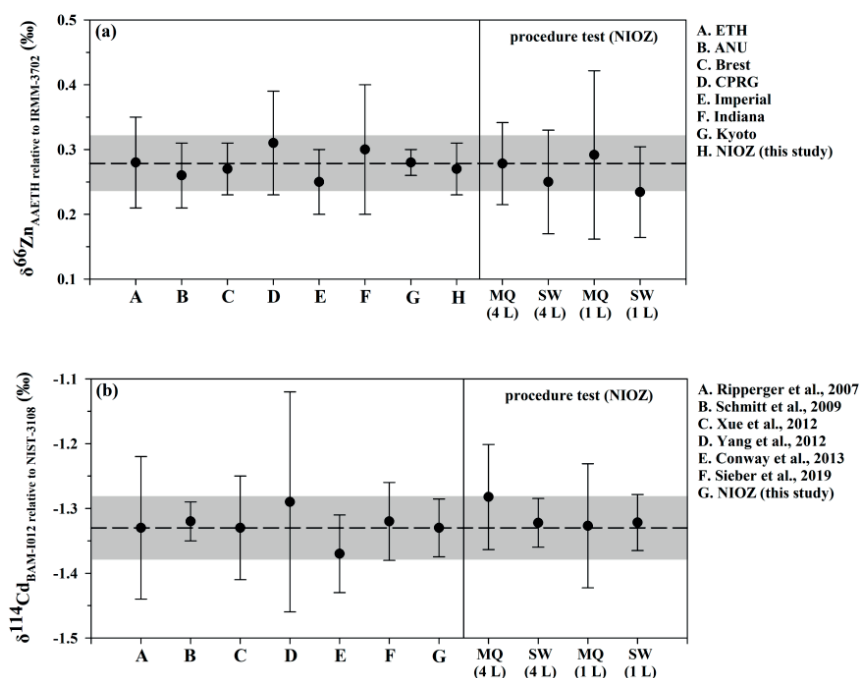 (a)
procedure test (NIOZ)
δ66ZnAAETH relative to IRMM-3702 (‰)
0.5
0.4
0.3
0.2
0.1
A B C D E F G H MQ SW MQ SW
(4 L) (4 L) (1 L) (1 L)
A. ETH
B. ANU
C. Brest
D. CPRG
E. Imperial
F. Indiana
G. Kyoto
H. NIOZ (this study)
(b)
procedure test (NIOZ)
δ114CdBAM-I012 relative to NIST-3108 (‰)
-1.1
-1.2
-1.3
-1.4
-1.5
A B C D E F G MQ SW MQ SW
(4 L) (4 L) (1 L) (1 L)
A. Ripperger et al., 2007
B. Schmitt et al., 2009
C. Xue et al., 2012
D. Yang et al., 2012
E. Conway et al., 2013
F. Sieber et al., 2019
G. NIOZ (this study)